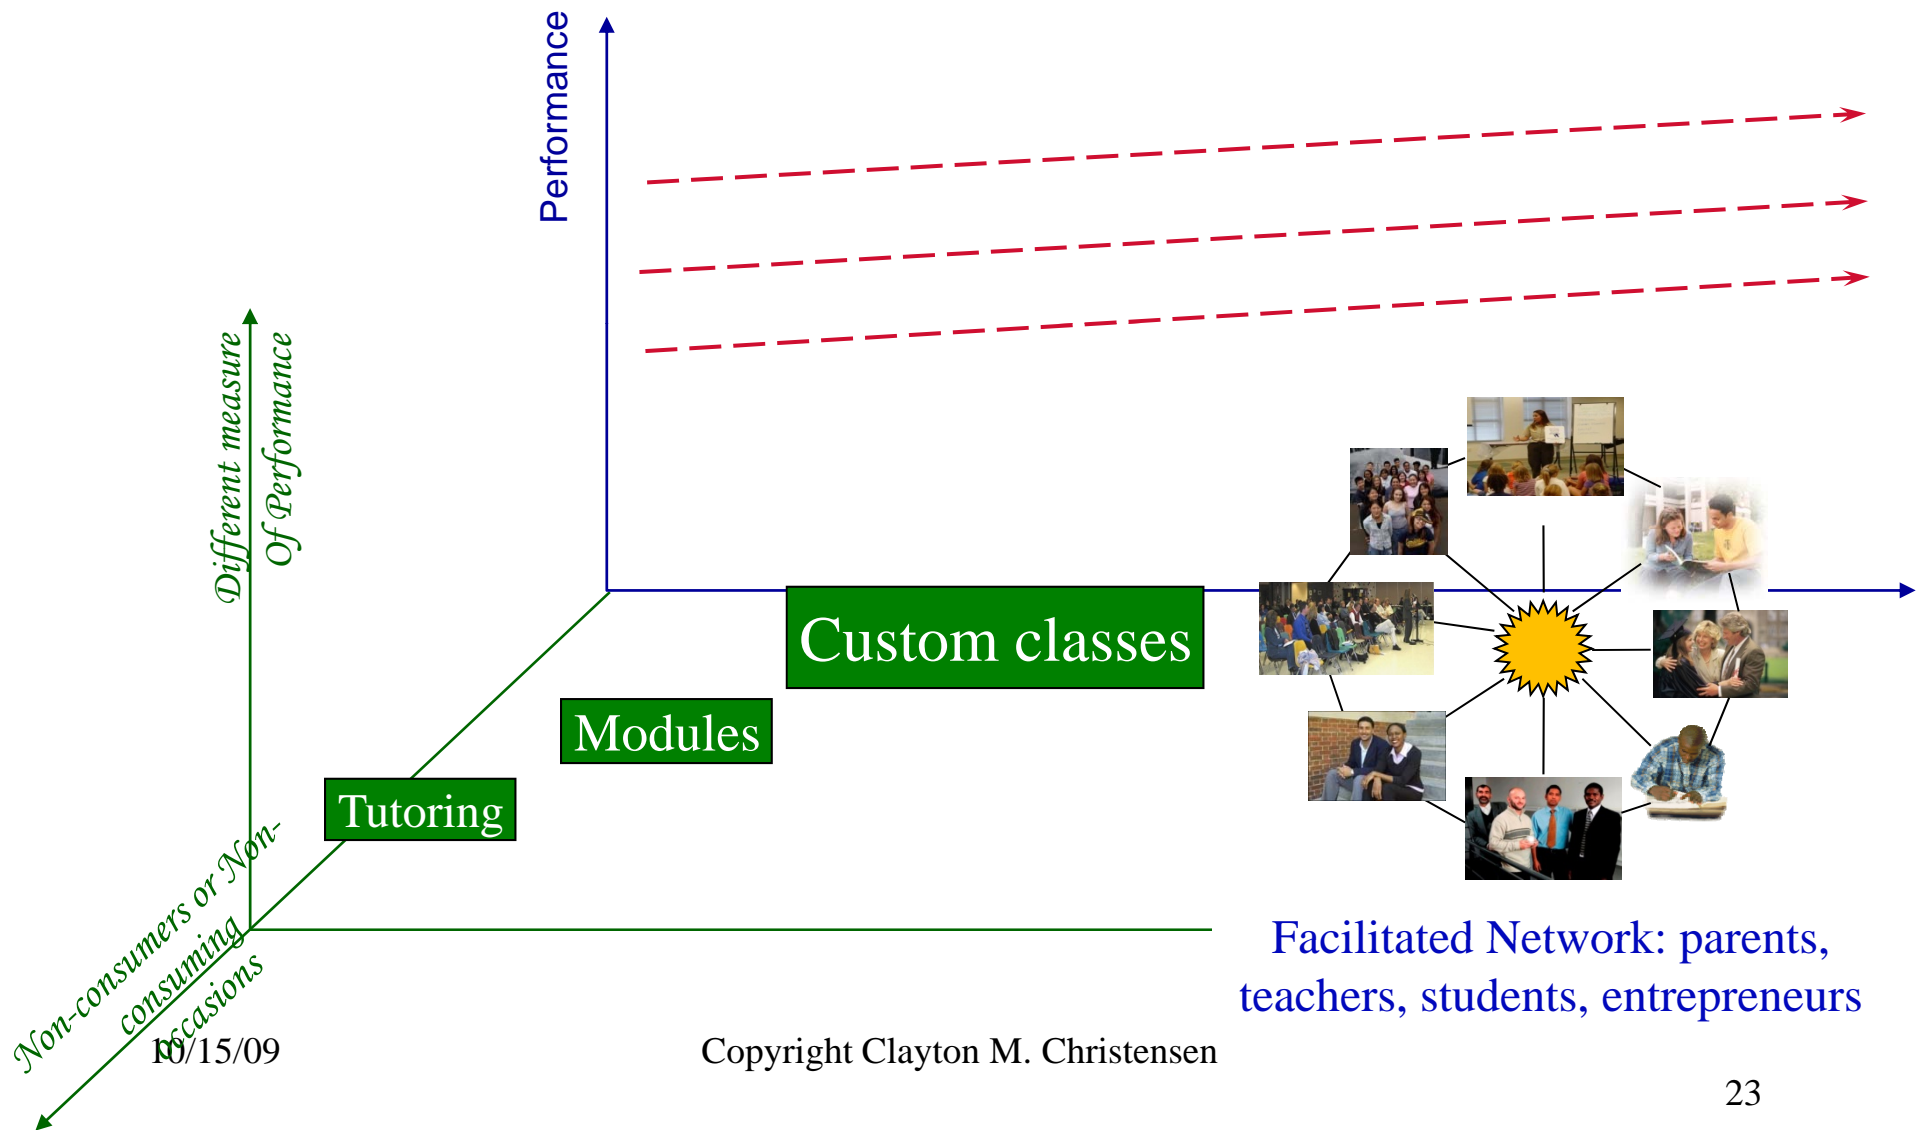 Performance
Different measure
Of Performance
Custom classes
Modules
Tutoring
Non-consumers or Non-
consuming
occasions
Facilitated Network: parents,
teachers, students, entrepreneurs
10/15/09
Copyright Clayton M. Christensen
23